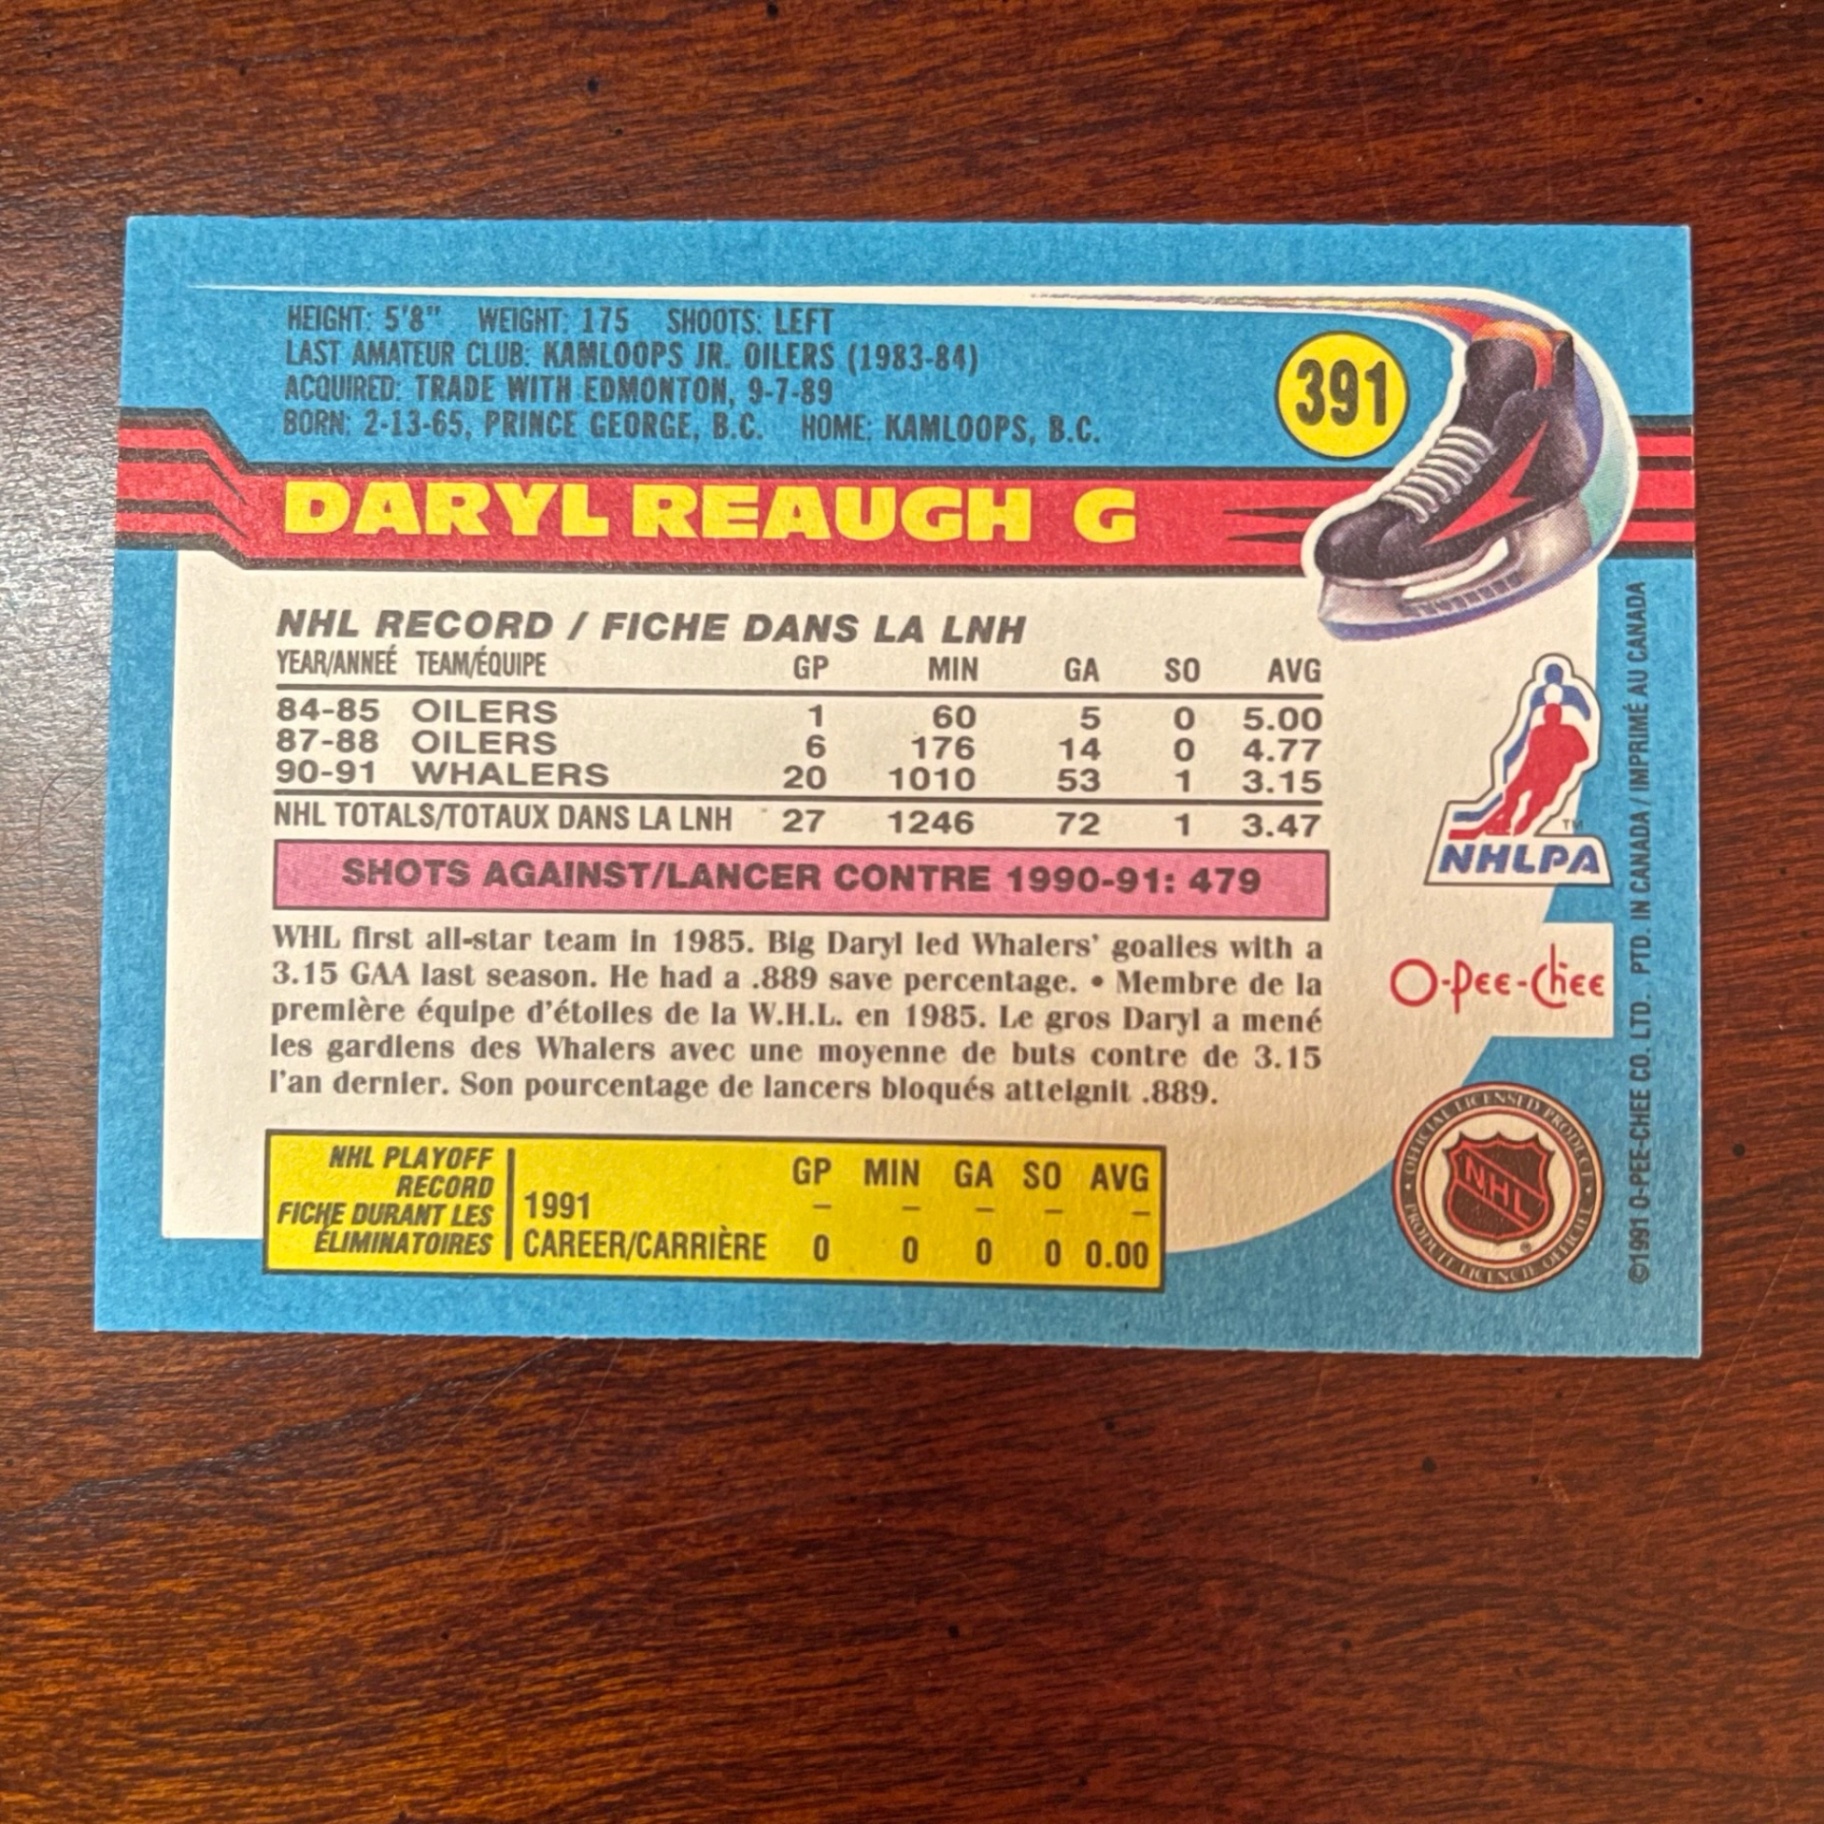 HEIGHT: 5'8" WEIGHT: 175 SHOOTS: LEFT
LAST AMATEUR CLUB: KAMLOOPS JR. OILERS (1983-84)
ACQUIRED: TRADE WITH EDMONTON, 9-7-89
BORN: 2-13-65, PRINCE GEORGE, B.C. HOME: KAMLOOPS, B.C.
391
DARYL REAUGH G
NHL RECORD / FICHE DANS LA LNH
YEAR/ANNEÉ TEAM/ÉQUIPE GP MIN GA SO AVG
84-85 OILERS 1 60 5 0 5.00
87-88 OILERS 6 176 14 0 4.77
90-91 WHALERS 20 1010 53 1 3.15
NHL TOTALS/TOTAUX DANS LA LNH 27 1246 72 1 3.47
SHOTS AGAINST/LANCER CONTRE 1990-91: 479
WHL first all-star team in 1985. Big Daryl led Whalers' goalies with a
3.15 GAA last season. He had a .889 save percentage. • Membre de la
première équipe d'étoiles de la W.H.L. en 1985. Le gros Daryl a mené
les gardiens des Whalers avec une moyenne de buts contre de 3.15
l'an dernier. Son pourcentage de lancers bloqués atteignit .889.
NHL PLAYOFF
RECORD
FICHE DURANT LES
ÉLIMINATOIRES
GP MIN GA SO AVG
1991 – – – – –
CAREER/CARRIÈRE 0 0 0 0 0.00
TM
NHLPA
O-PEE-CHEE
• OFFICIAL LICENSED PRODUCT •
NHL
®
PRODUIT LICENCIÉ OFFICIEL
©1991 O-PEE-CHEE CO. LTD. PTD. IN CANADA / IMPRIMÉ AU CANADA